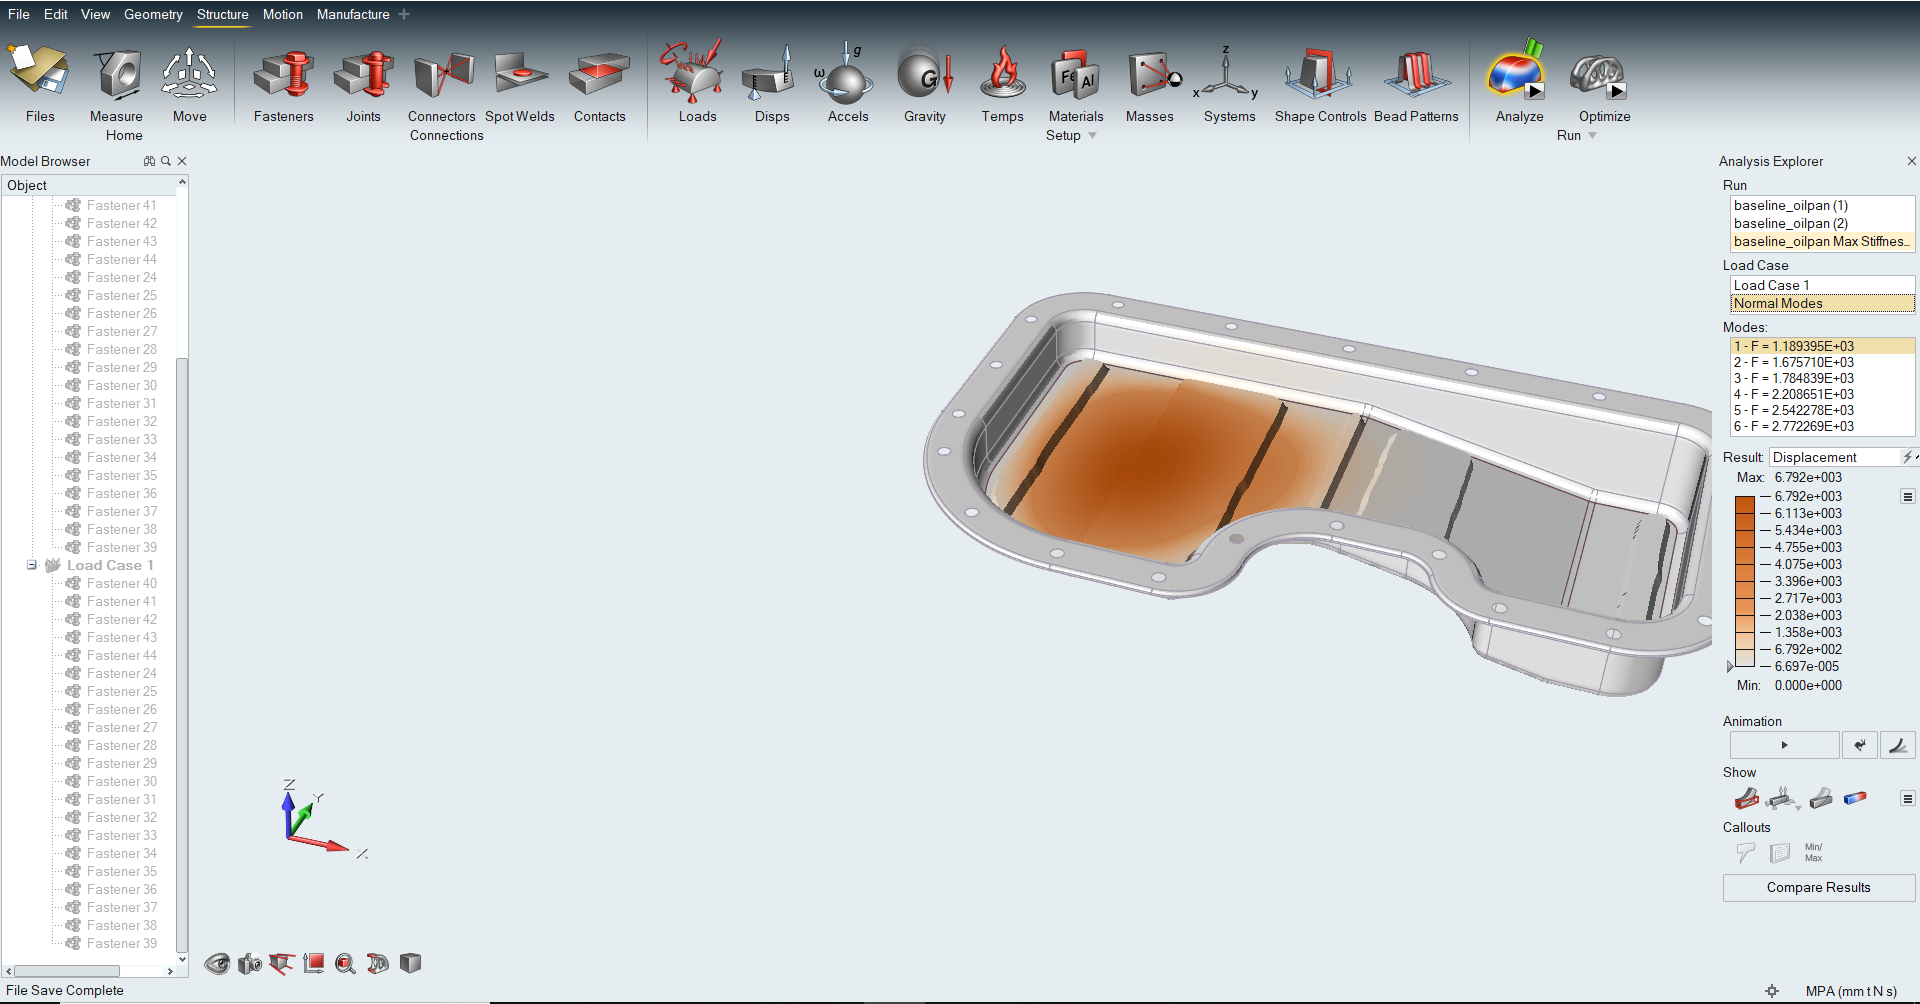 File Edit View Geometry Structure Motion Manufacture
Files Measure Move Fasteners Joints Connectors Spot Welds Contacts Loads Disps Accels Gravity Temps Materials Masses Systems Shape Controls Bead Patterns Analyze Optimize
Home Connections Setup Run
g
ω
G
Fe
Al
z
x
y
Model Browser
Object
Fastener 41
Fastener 42
Fastener 43
Fastener 44
Fastener 24
Fastener 25
Fastener 26
Fastener 27
Fastener 28
Fastener 29
Fastener 30
Fastener 31
Fastener 32
Fastener 33
Fastener 34
Fastener 35
Fastener 36
Fastener 37
Fastener 38
Fastener 39
Load Case 1
Fastener 40
Fastener 41
Fastener 42
Fastener 43
Fastener 44
Fastener 24
Fastener 25
Fastener 26
Fastener 27
Fastener 28
Fastener 29
Fastener 30
Fastener 31
Fastener 32
Fastener 33
Fastener 34
Fastener 35
Fastener 36
Fastener 37
Fastener 38
Fastener 39
Z
Y
X
Analysis Explorer
Run
baseline_oilpan (1)
baseline_oilpan (2)
baseline_oilpan Max Stiffnes...
Load Case
Load Case 1
Normal Modes
Modes:
1 - F = 1.189395E+03
2 - F = 1.675710E+03
3 - F = 1.784839E+03
4 - F = 2.208651E+03
5 - F = 2.542278E+03
6 - F = 2.772269E+03
Result: Displacement
Max: 6.792e+003
6.792e+003
6.113e+003
5.434e+003
4.755e+003
4.075e+003
3.396e+003
2.717e+003
2.038e+003
1.358e+003
6.792e+002
6.697e-005
Min: 0.000e+000
Animation
Show
Callouts
Min/
Max
Compare Results
File Save Complete
MPA (mm t N s)